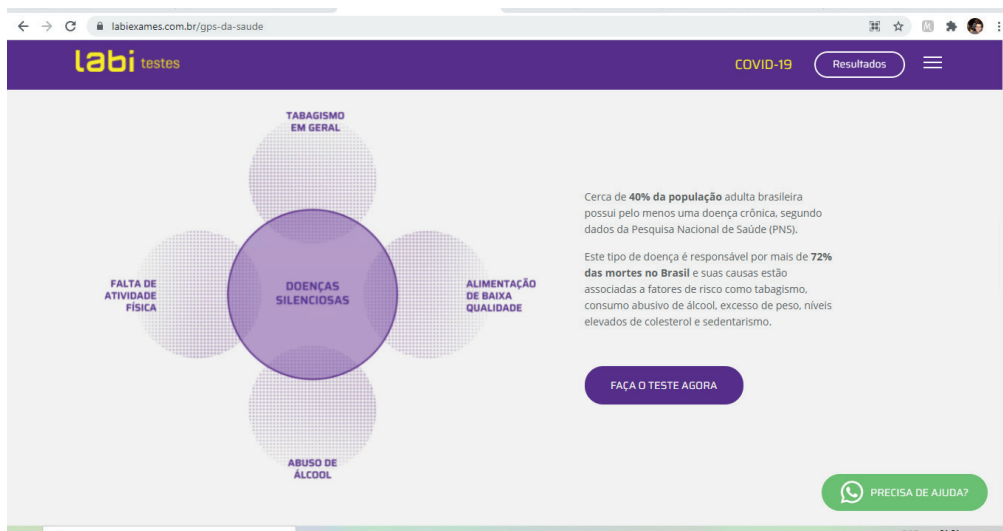 labiexames.com.br/gps-da-saude
labi testes
COVID-19
Resultados
TABAGISMO
EM GERAL
FALTA DE
ATIVIDADE
FÍSICA
DOENÇAS
SILENCIOSAS
ALIMENTAÇÃO
DE BAIXA
QUALIDADE
ABUSO DE
ÁLCOOL
Cerca de 40% da população adulta brasileira
possui pelo menos uma doença crônica, segundo
dados da Pesquisa Nacional de Saúde (PNS).
Este tipo de doença é responsável por mais de 72%
das mortes no Brasil e suas causas estão
associadas a fatores de risco como tabagismo,
consumo abusivo de álcool, excesso de peso, níveis
elevados de colesterol e sedentarismo.
FAÇA O TESTE AGORA
PRECISA DE AJUDA?